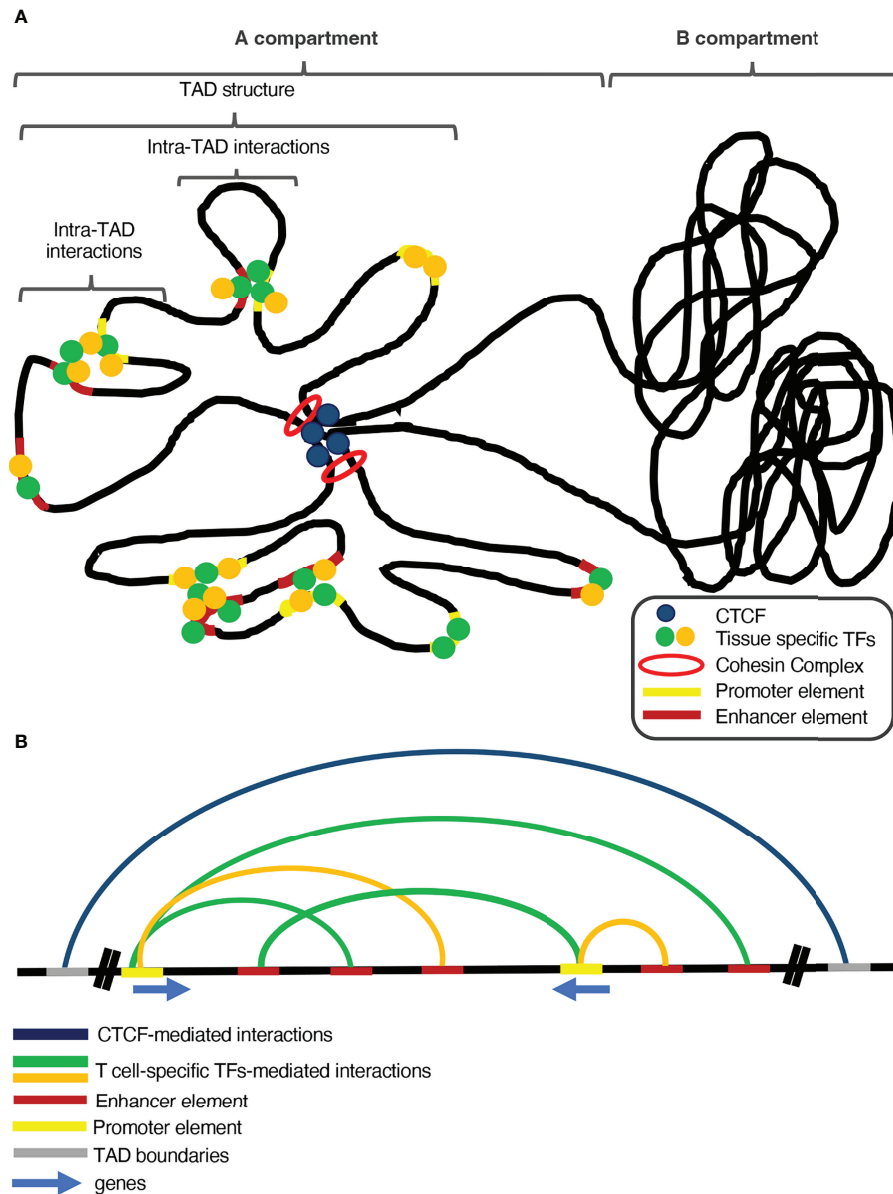 A
A compartment
B compartment
TAD structure
Intra-TAD interactions
Intra-TAD
interactions
CTCF
Tissue specific TFs
Cohesin Complex
Promoter element
Enhancer element
B
CTCF-mediated interactions
T cell-specific TFs-mediated interactions
Enhancer element
Promoter element
TAD boundaries
genes